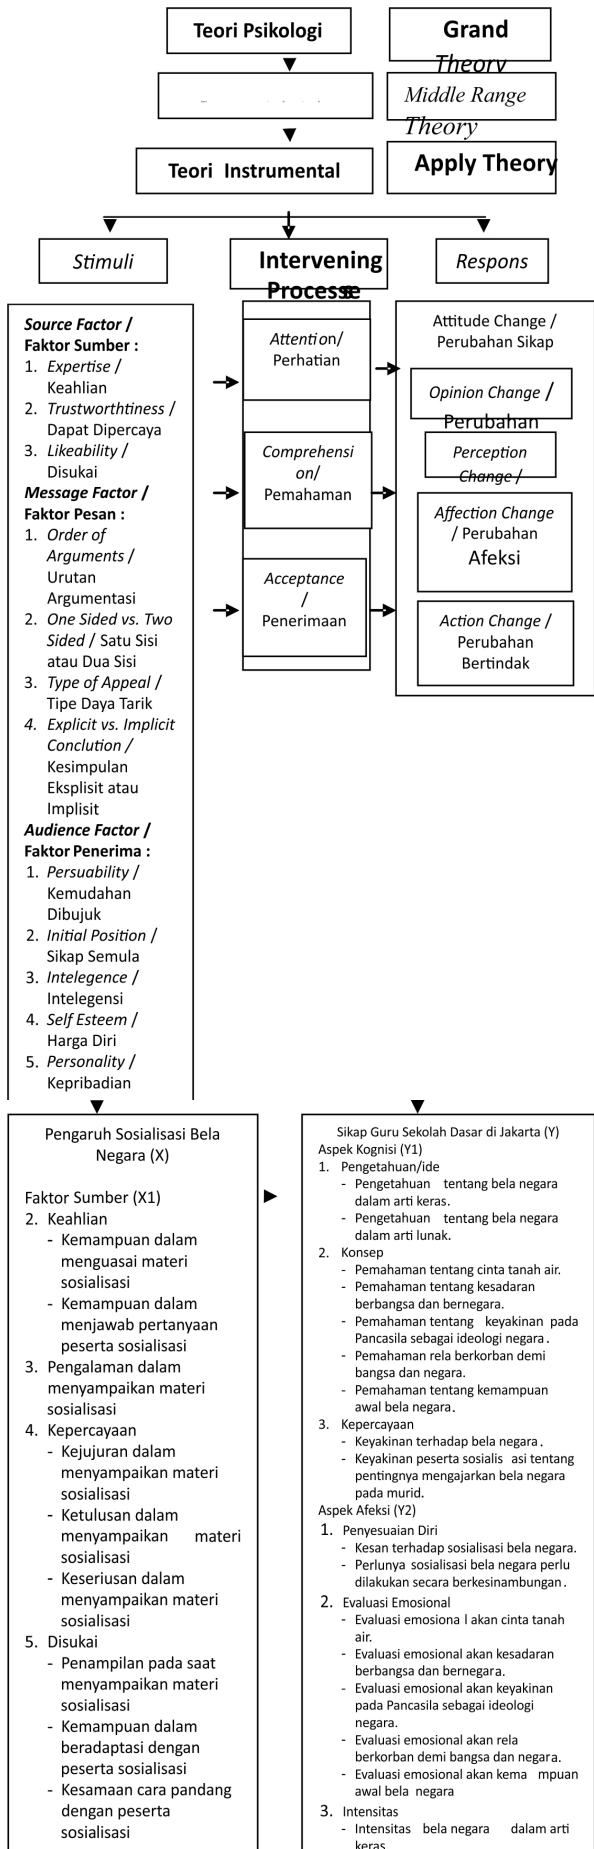 Teori Psikologi
Grand
Theory
Middle Range
Theory
Teori Instrumental
Apply Theory
Stimuli
Intervening
Processe
Respons
Source Factor /
Faktor Sumber :
1. Expertise /
Keahlian
2. Trustworthtiness /
Dapat Dipercaya
3. Likeability /
Disukai
Message Factor /
Faktor Pesan :
1. Order of
Arguments /
Urutan
Argumentasi
2. One Sided vs. Two
Sided / Satu Sisi
atau Dua Sisi
3. Type of Appeal /
Tipe Daya Tarik
4. Explicit vs. Implicit
Conclution /
Kesimpulan
Eksplisit atau
Implisit
Audience Factor /
Faktor Penerima :
1. Persuability /
Kemudahan
Dibujuk
2. Initial Position /
Sikap Semula
3. Intelegence /
Intelegensi
4. Self Esteem /
Harga Diri
5. Personality /
Kepribadian
Attention/
Perhatian
Comprehensi
on/
Pemahaman
Acceptance
/
Penerimaan
Attitude Change /
Perubahan Sikap
Opinion Change /
Perubahan
Perception
Change /
Affection Change
/ Perubahan
Afeksi
Action Change /
Perubahan
Bertindak
Pengaruh Sosialisasi Bela
Negara (X)
Faktor Sumber (X1)
2. Keahlian
- Kemampuan dalam
menguasai materi
sosialisasi
- Kemampuan dalam
menjawab pertanyaan
peserta sosialisasi
3. Pengalaman dalam
menyampaikan materi
sosialisasi
4. Kepercayaan
- Kejujuran dalam
menyampaikan materi
sosialisasi
- Ketulusan dalam
menyampaikan materi
sosialisasi
- Keseriusan dalam
menyampaikan materi
sosialisasi
5. Disukai
- Penampilan pada saat
menyampaikan materi
sosialisasi
- Kemampuan dalam
beradaptasi dengan
peserta sosialisasi
- Kesamaan cara pandang
dengan peserta
sosialisasi
Sikap Guru Sekolah Dasar di Jakarta (Y)
Aspek Kognisi (Y1)
1. Pengetahuan/ide
- Pengetahuan tentang bela negara
dalam arti keras.
- Pengetahuan tentang bela negara
dalam arti lunak.
2. Konsep
- Pemahaman tentang cinta tanah air.
- Pemahaman tentang kesadaran
berbangsa dan bernegara.
- Pemahaman tentang keyakinan pada
Pancasila sebagai ideologi negara .
- Pemahaman rela berkorban demi
bangsa dan negara.
- Pemahaman tentang kemampuan
awal bela negara.
3. Kepercayaan
- Keyakinan terhadap bela negara .
- Keyakinan peserta sosialis asi tentang
pentingnya mengajarkan bela negara
pada murid.
Aspek Afeksi (Y2)
1. Penyesuaian Diri
- Kesan terhadap sosialisasi bela negara.
- Perlunya sosialisasi bela negara perlu
dilakukan secara berkesinambungan .
2. Evaluasi Emosional
- Evaluasi emosiona l akan cinta tanah
air.
- Evaluasi emosional akan kesadaran
berbangsa dan bernegara.
- Evaluasi emosional akan keyakinan
pada Pancasila sebagai ideologi
negara.
- Evaluasi emosional akan rela
berkorban demi bangsa dan negara.
- Evaluasi emosional akan kema mpuan
awal bela negara
3. Intensitas
- Intensitas bela negara dalam arti
keras